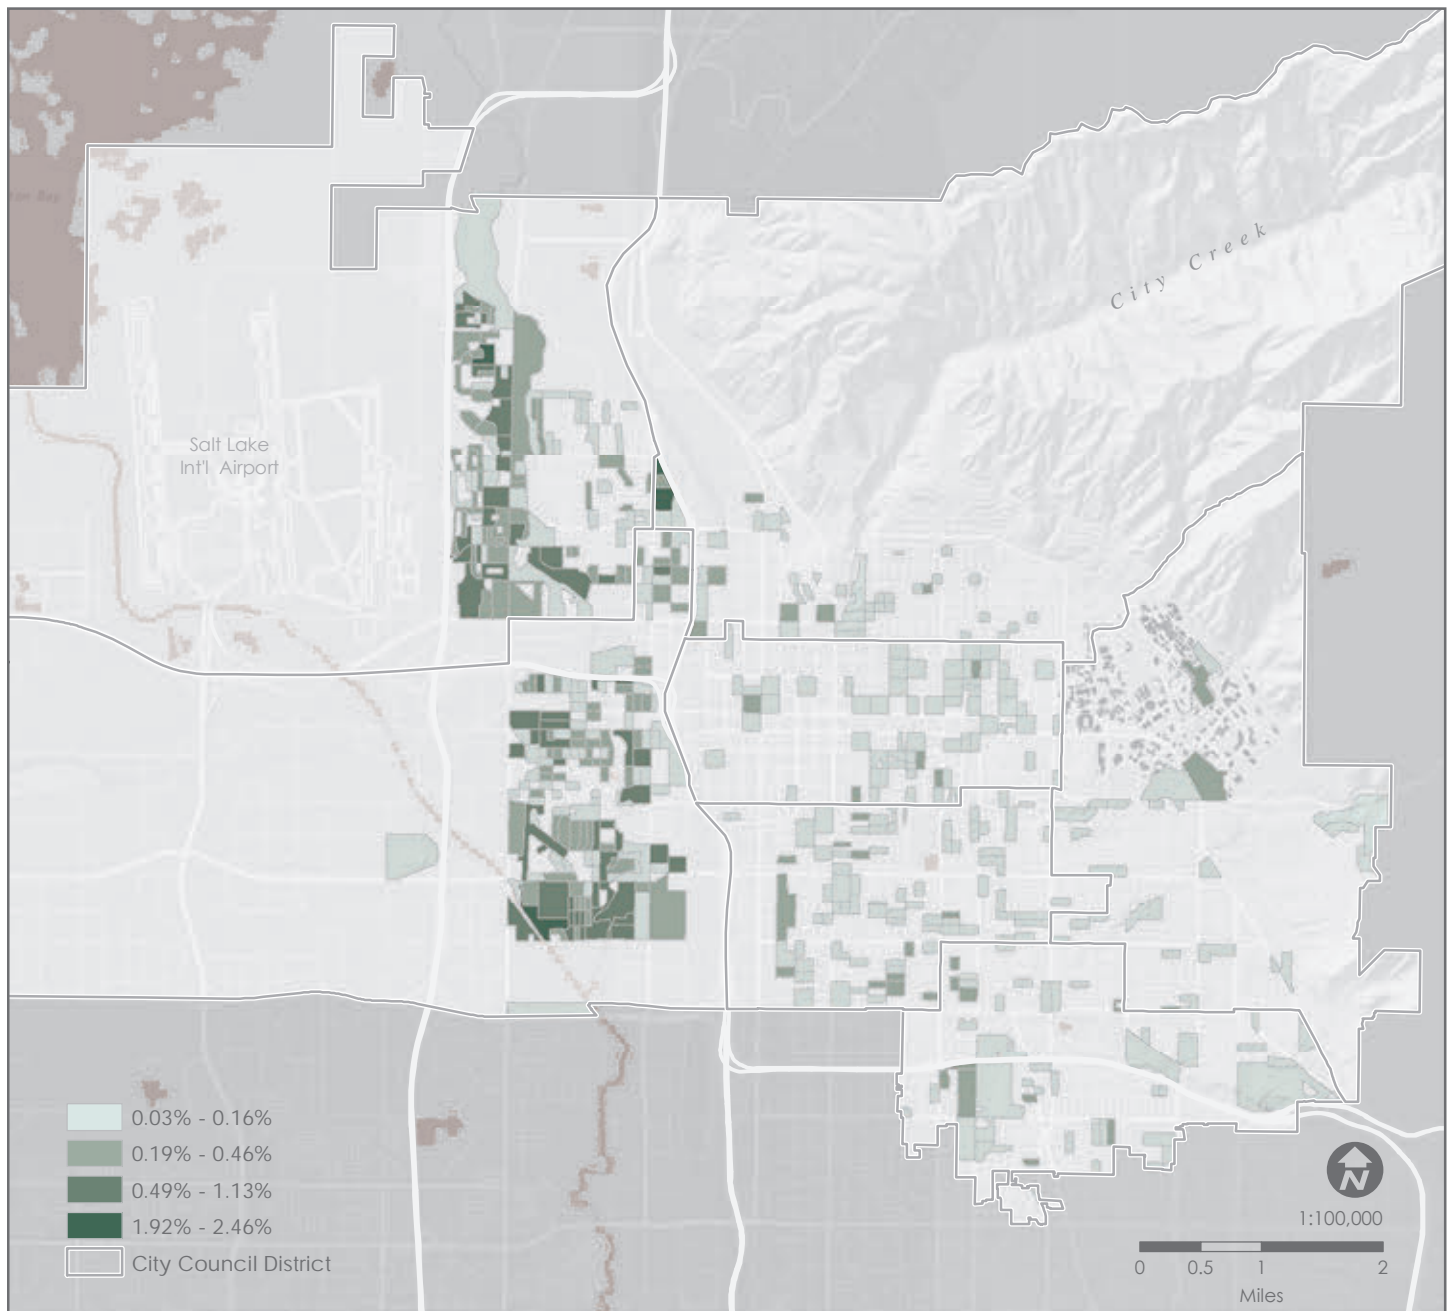 City Creek
Salt Lake
Int'l Airport
0.03% - 0.16%
0.19% - 0.46%
0.49% - 1.13%
1.92% - 2.46%
City Council District
N
1:100,000
0 0.5 1 2
Miles